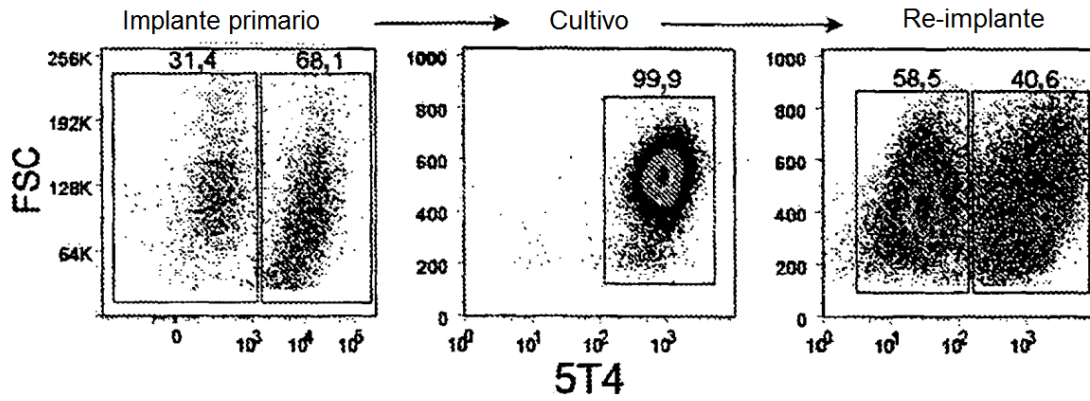 Implante primario Cultivo Re-implante
31,4 68,1
99,9
58,5 40,6
FSC
256K
192K
128K
64K
0 10³ 10⁴ 10⁵
1000
800
600
400
200
0
10⁰ 10¹ 10² 10³
1000
800
600
400
200
0
10⁰ 10¹ 10² 10³
5T4